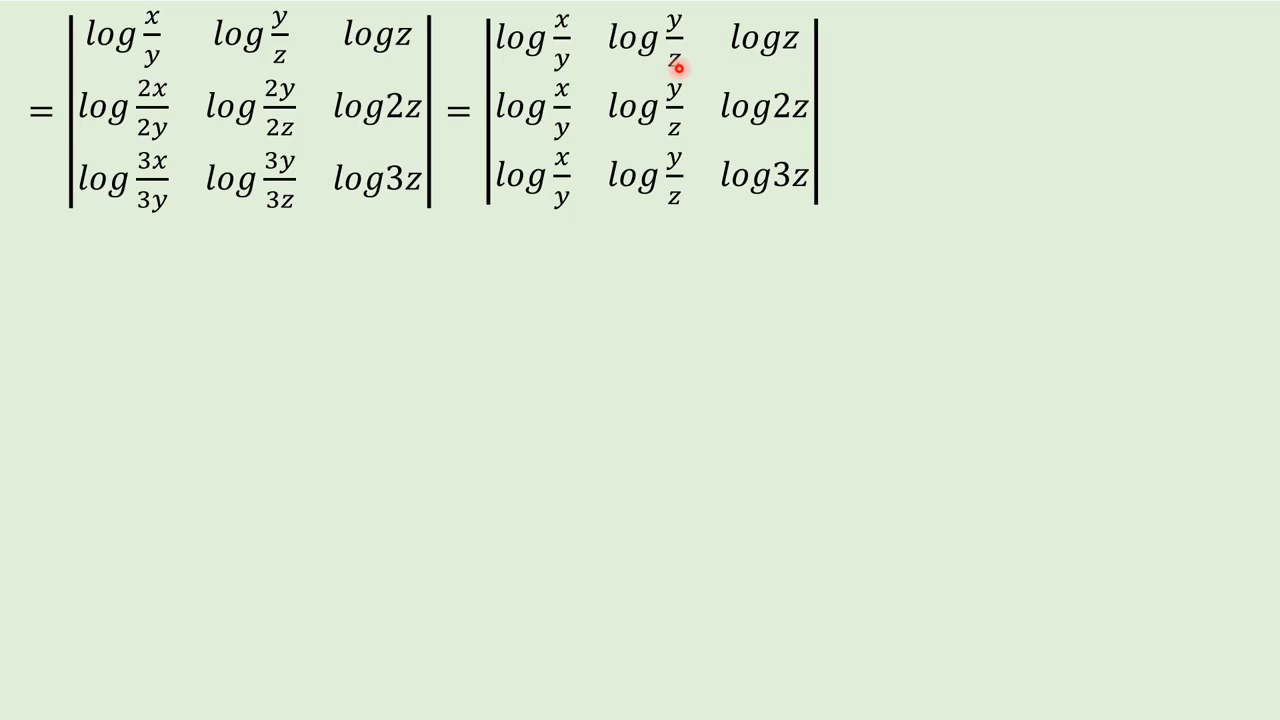 = | log x/y log y/z logz | = | log x/y log y/z logz |
| log 2x/2y log 2y/2z log2z | | log x/y log y/z log2z |
| log 3x/3y log 3y/3z log3z | | log x/y log y/z log3z |